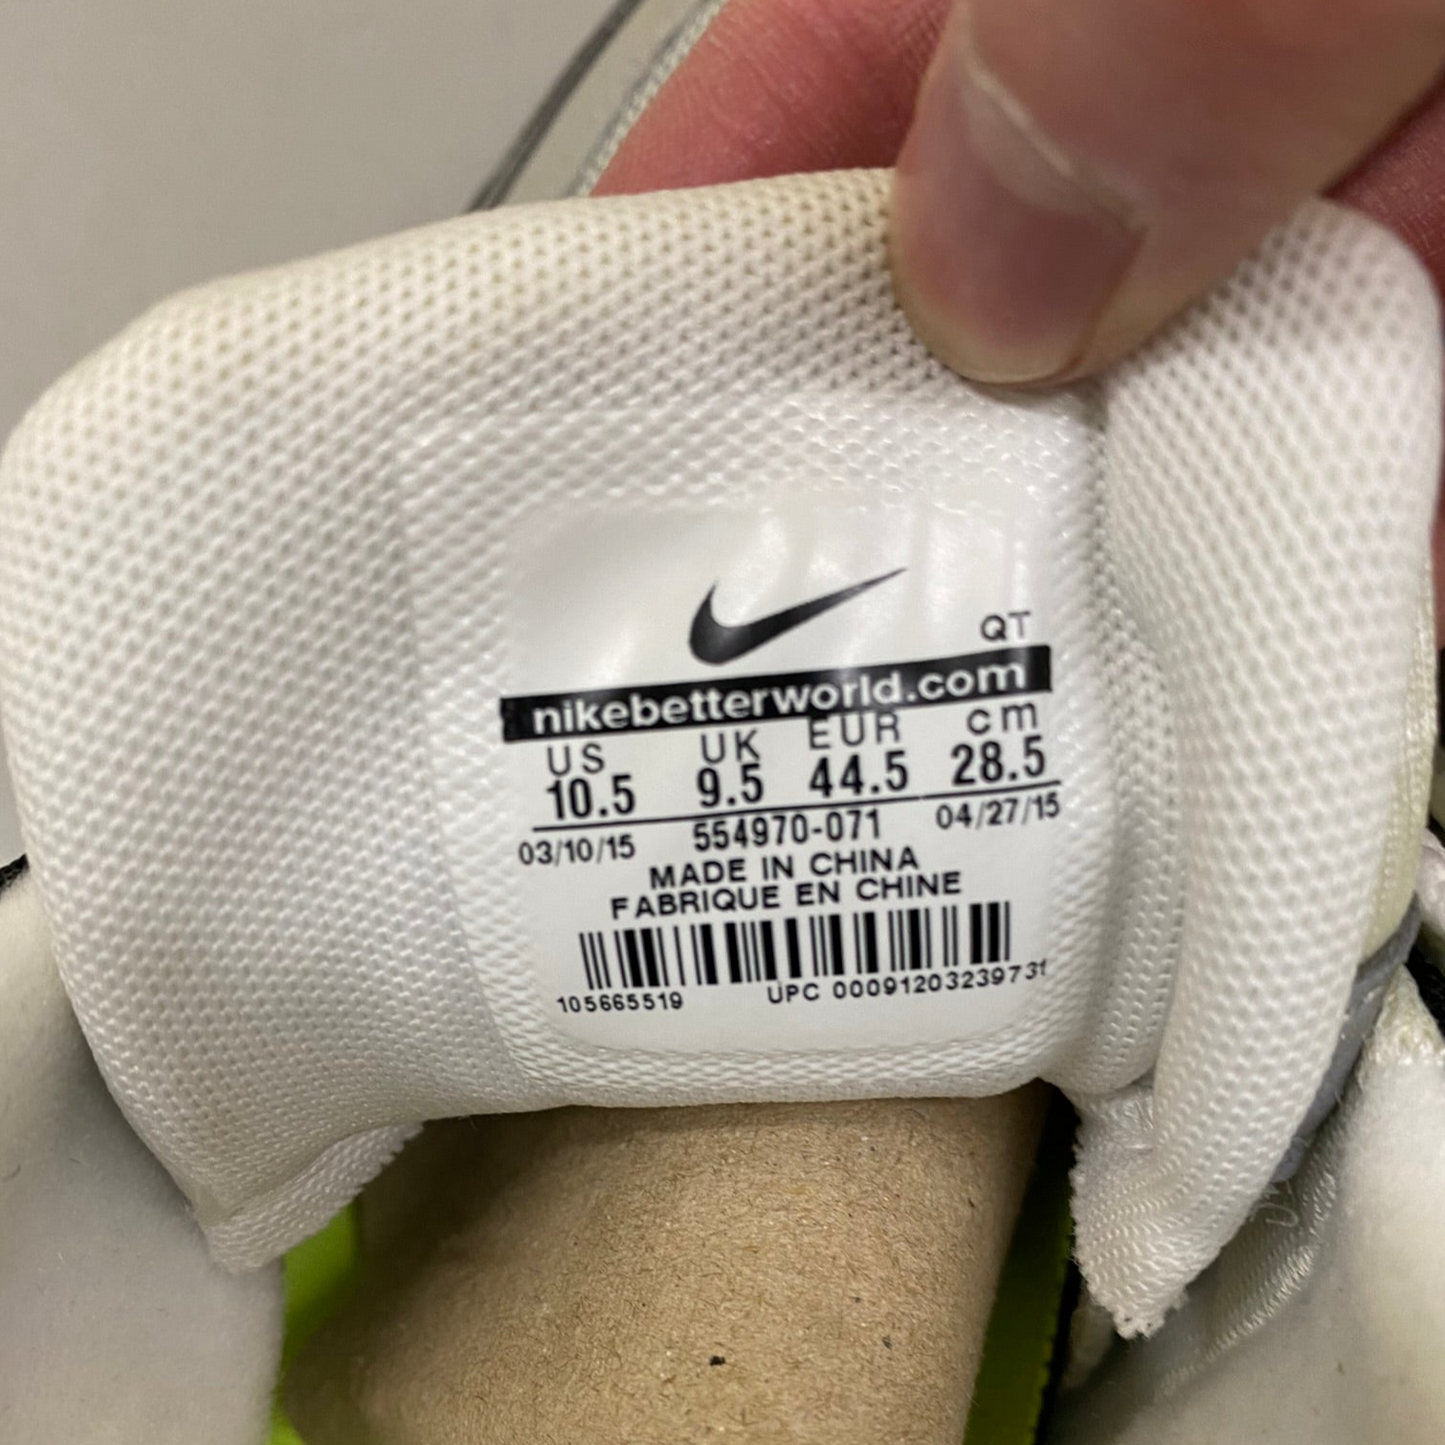 QT
nikebetterworld.com
US UK EUR cm
10.5 9.5 44.5 28.5
03/10/15 554970-071 04/27/15
MADE IN CHINA
FABRIQUE EN CHINE
105665519 UPC 00091203239731